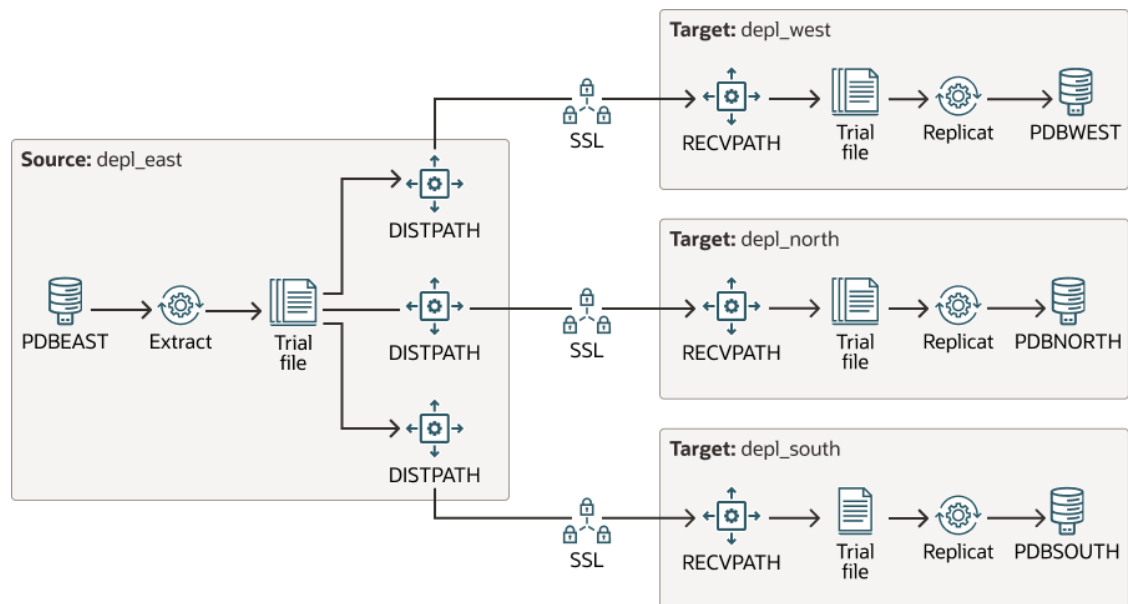 Source: depl_east
PDBEAST
Extract
Trial
file
DISTPATH
DISTPATH
DISTPATH
SSL
SSL
SSL
Target: depl_west
RECVPATH
Trial
file
Replicat
PDBWEST
Target: depl_north
RECVPATH
Trial
file
Replicat
PDBNORTH
Target: depl_south
RECVPATH
Trial
file
Replicat
PDBSOUTH